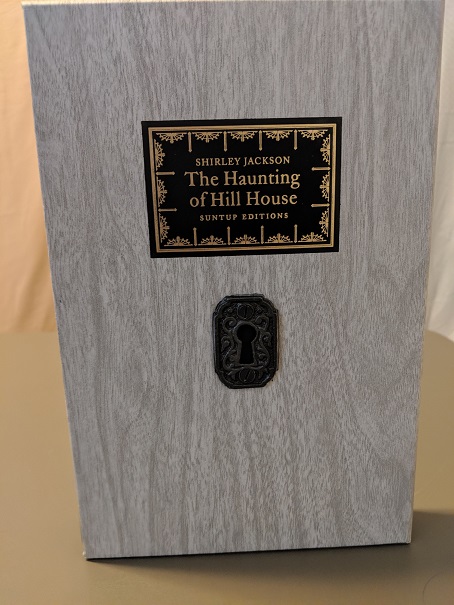 SHIRLEY JACKSON
The Haunting
of Hill House
SUNTUP EDITIONS